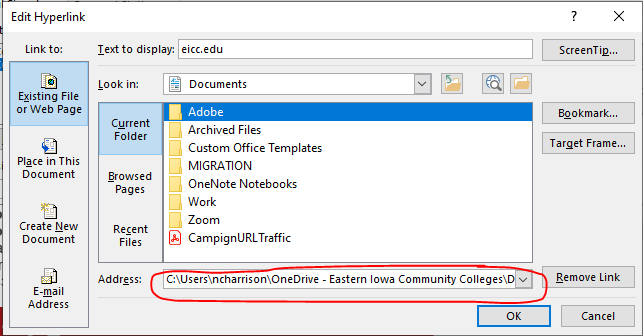 Edit Hyperlink
? ×
Link to:
Text to display: eicc.edu
ScreenTip...
Existing File
or Web Page
Look in: Documents
Current
Folder
Adobe
Archived Files
Custom Office Templates
MIGRATION
OneNote Notebooks
Work
Zoom
CampignURLTraffic
Bookmark...
Target Frame...
Place in This
Document
Browsed
Pages
Create New
Document
Recent
Files
E-mail
Address
Address: C:\Users\ncharrison\OneDrive - Eastern Iowa Community Colleges\D
Remove Link
OK
Cancel